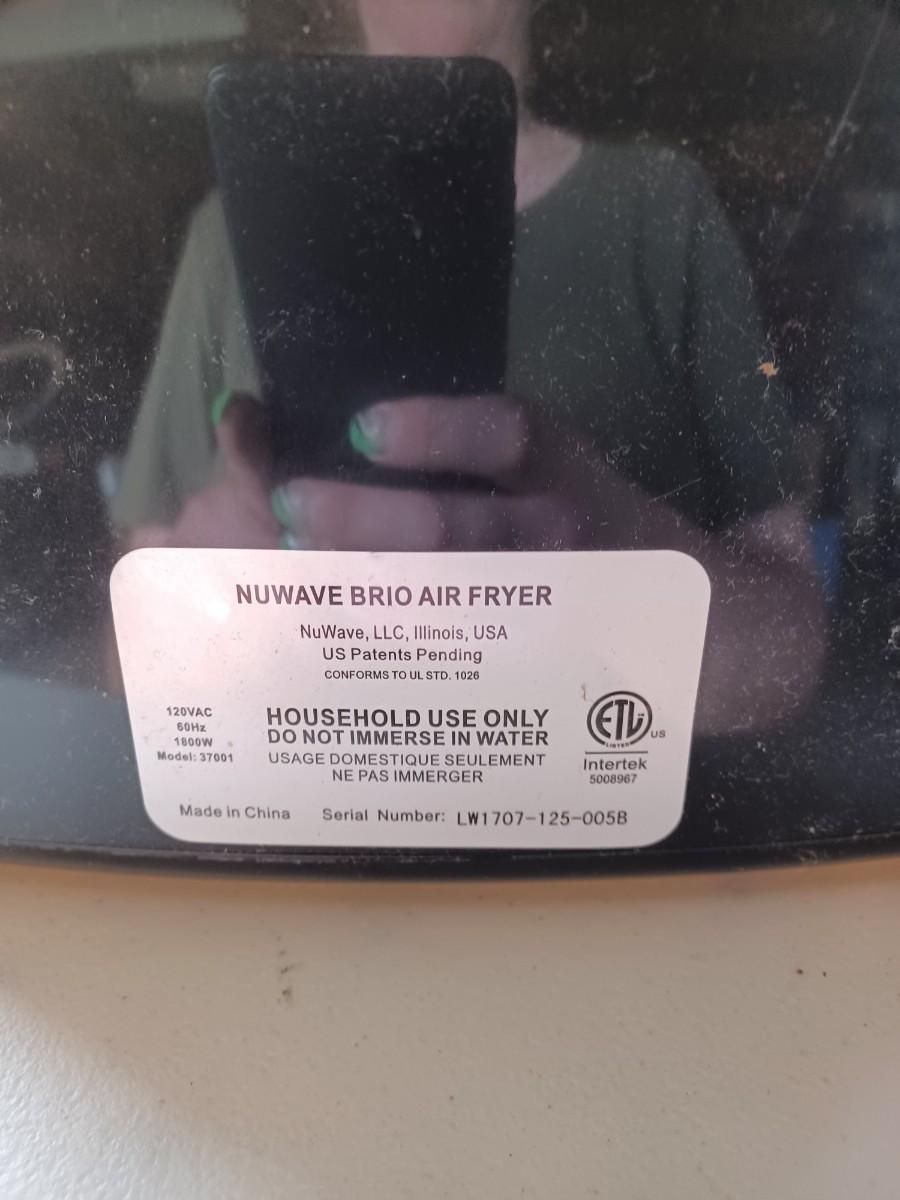 NUWAVE BRIO AIR FRYER
NuWave, LLC, Illinois, USA
US Patents Pending
CONFORMS TO UL STD. 1026
120VAC
60Hz
1800W
Model: 37001
HOUSEHOLD USE ONLY
DO NOT IMMERSE IN WATER
USAGE DOMESTIQUE SEULEMENT
NE PAS IMMERGER
ETL
LISTED
US
Intertek
5008967
Made in China
Serial Number: LW1707-125-005B